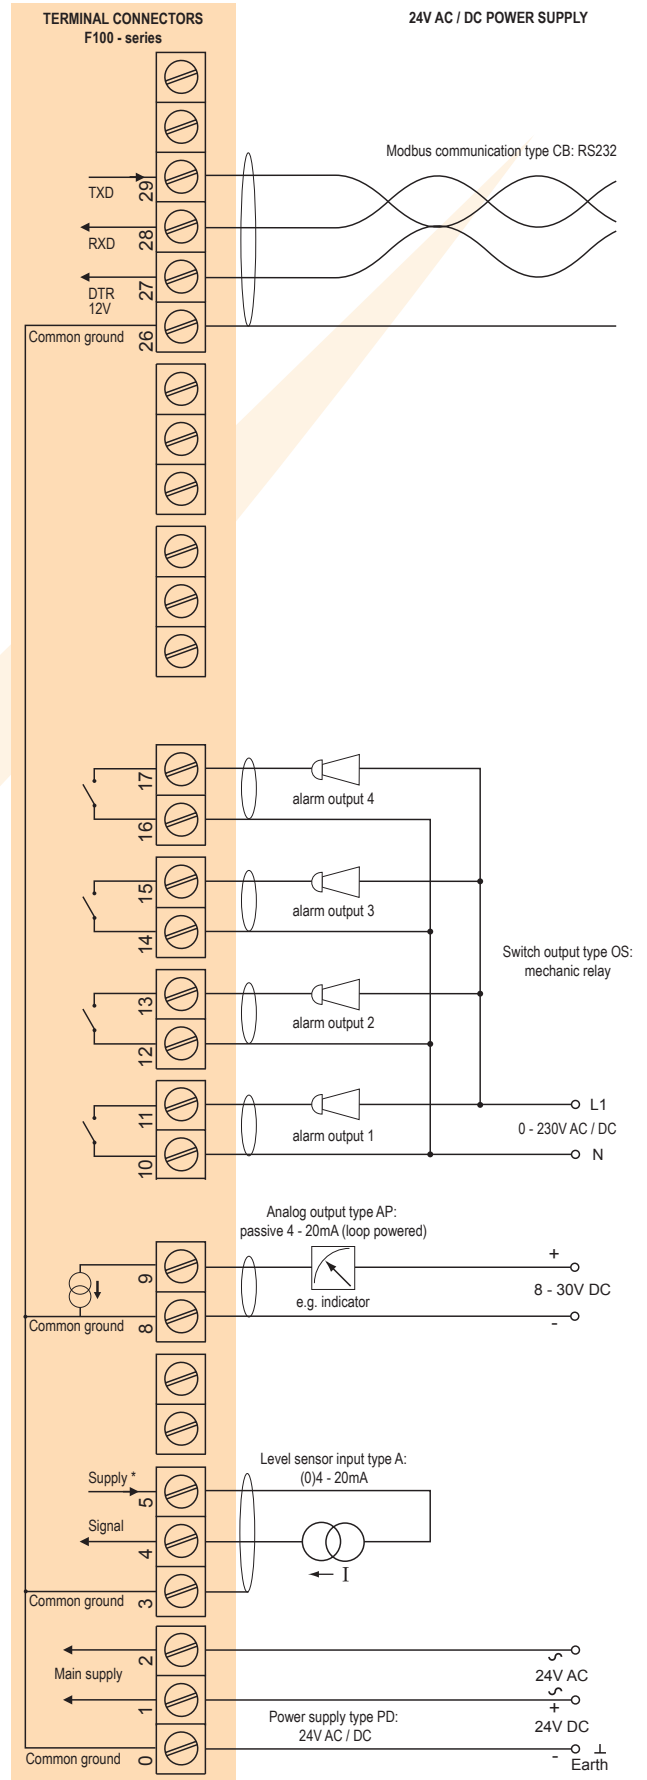 TERMINAL CONNECTORS
F100 - series
24V AC / DC POWER SUPPLY
Modbus communication type CB: RS232
29
TXD
28
RXD
27
DTR
12V
26
Common ground
17
alarm output 4
16
15
alarm output 3
14
Switch output type OS:
mechanic relay
13
alarm output 2
12
11
L1
alarm output 1
0 - 230V AC / DC
10
N
Analog output type AP:
passive 4 - 20mA (loop powered)
9
+
8 - 30V DC
e.g. indicator
8
Common ground
-
Level sensor input type A:
(0)4 - 20mA
Supply *
5
Signal
4
I
3
Common ground
2
Main supply
24V AC
1
+
Power supply type PD:
24V AC / DC
24V DC
0
Common ground
-
Earth